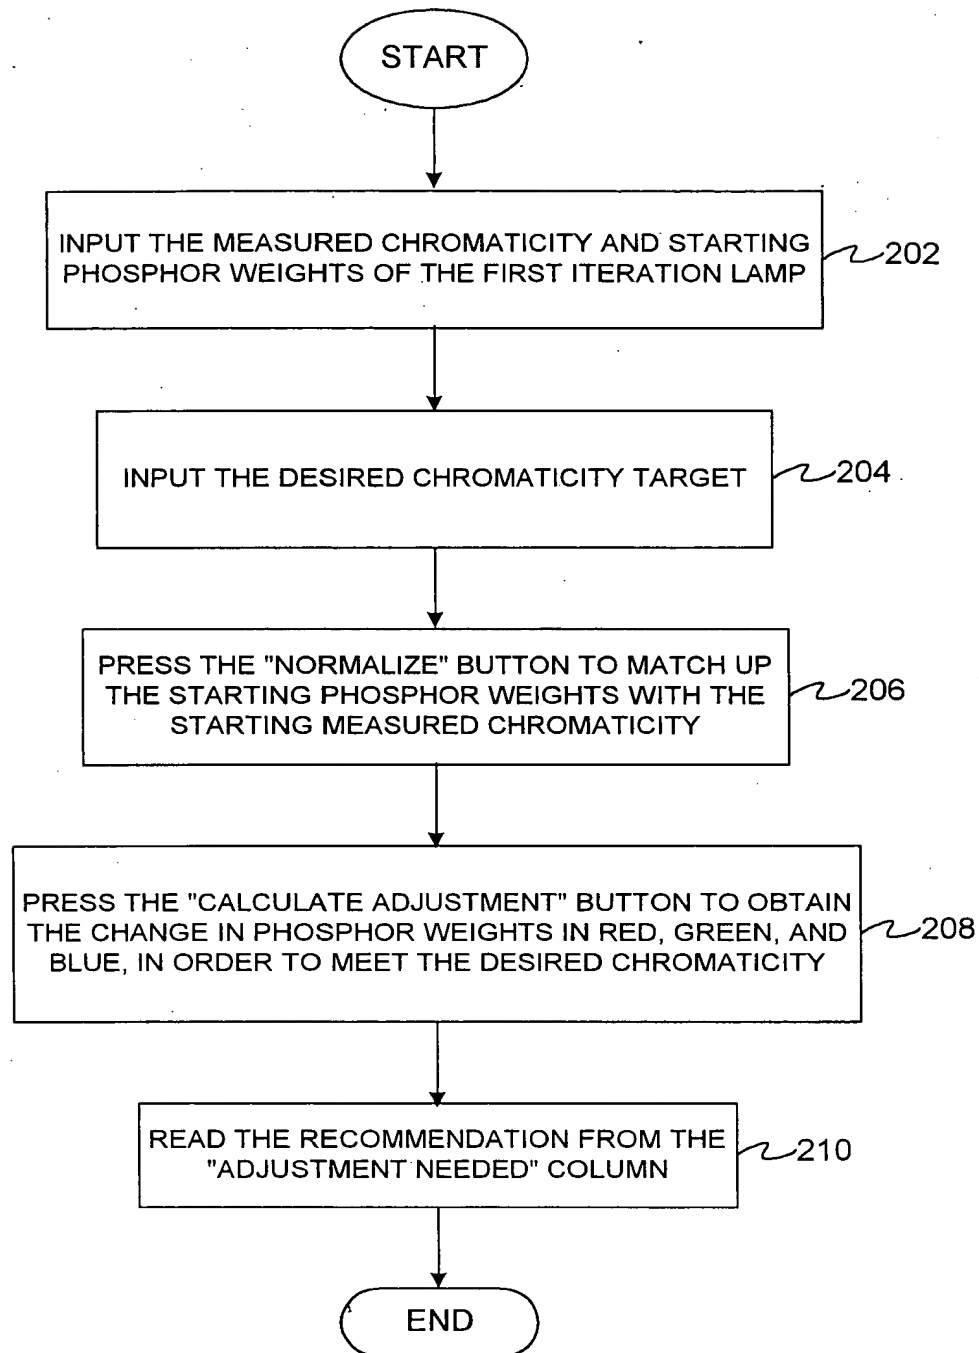 START
INPUT THE MEASURED CHROMATICITY AND STARTING
PHOSPHOR WEIGHTS OF THE FIRST ITERATION LAMP
202
INPUT THE DESIRED CHROMATICITY TARGET
204
PRESS THE "NORMALIZE" BUTTON TO MATCH UP
THE STARTING PHOSPHOR WEIGHTS WITH THE
STARTING MEASURED CHROMATICITY
206
PRESS THE "CALCULATE ADJUSTMENT" BUTTON TO OBTAIN
THE CHANGE IN PHOSPHOR WEIGHTS IN RED, GREEN, AND
BLUE, IN ORDER TO MEET THE DESIRED CHROMATICITY
208
READ THE RECOMMENDATION FROM THE
"ADJUSTMENT NEEDED" COLUMN
210
END